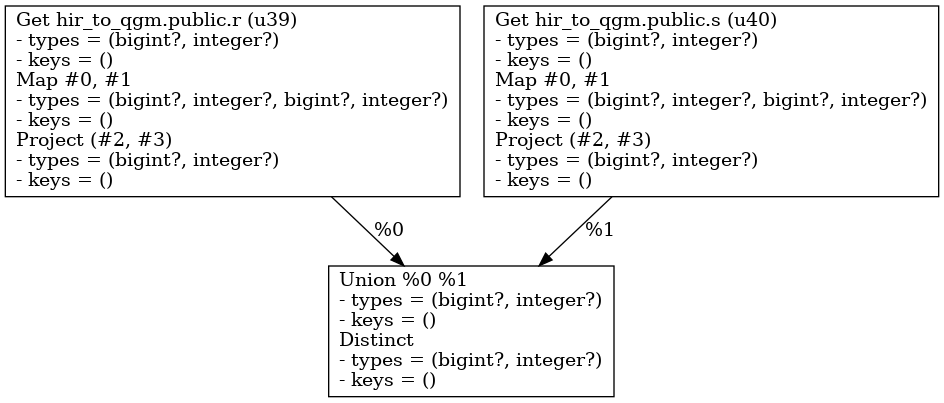 Get hir_to_qgm.public.r (u39)
- types = (bigint?, integer?)
- keys = ()
Map #0, #1
- types = (bigint?, integer?, bigint?, integer?)
- keys = ()
Project (#2, #3)
- types = (bigint?, integer?)
- keys = ()
Get hir_to_qgm.public.s (u40)
- types = (bigint?, integer?)
- keys = ()
Map #0, #1
- types = (bigint?, integer?, bigint?, integer?)
- keys = ()
Project (#2, #3)
- types = (bigint?, integer?)
- keys = ()
%0
%1
Union %0 %1
- types = (bigint?, integer?)
- keys = ()
Distinct
- types = (bigint?, integer?)
- keys = ()